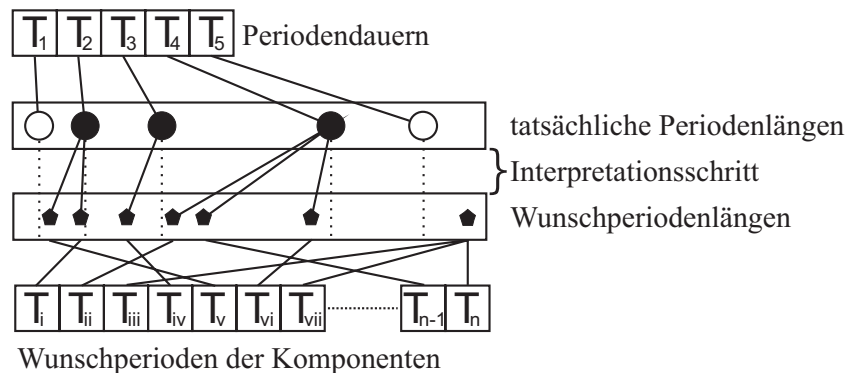 T1 T2 T3 T4 T5 Periodendauern
tatsächliche Periodenlängen
Interpretationsschritt
Wunschperiodenlängen
Ti Tii Tiii Tiv Tv Tvi Tvii Tn-1 Tn
Wunschperioden der Komponenten